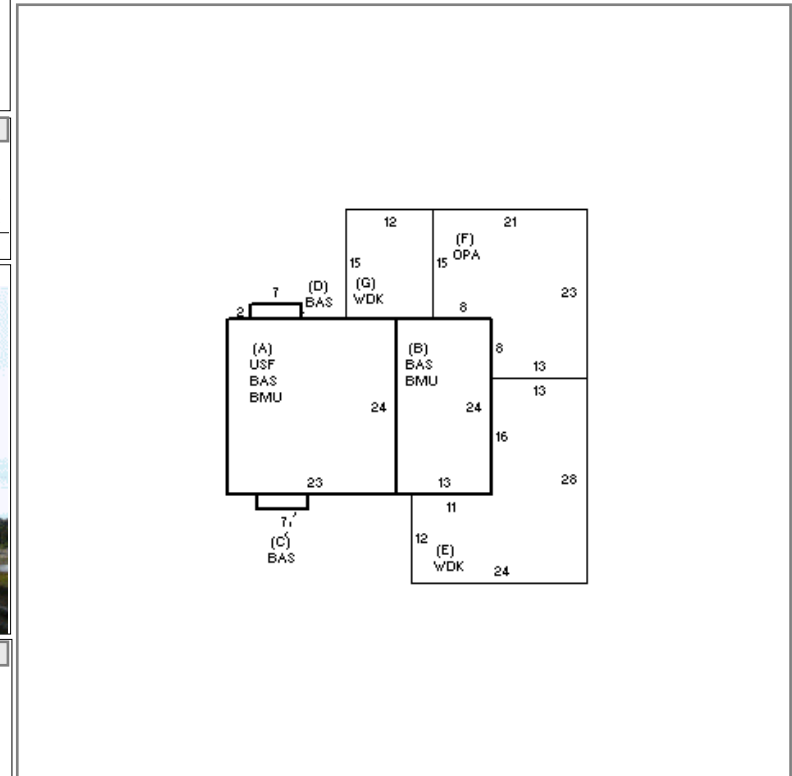 12
21
(F)
OPA
15
15
(G)
WDK
(D)
BAS
7
2
8
23
(A)
USF
BAS
BMU
(B)
BAS
BMU
8
13
13
24
24
16
23
13
28
11
7
(C)
BAS
12
(E)
WDK
24